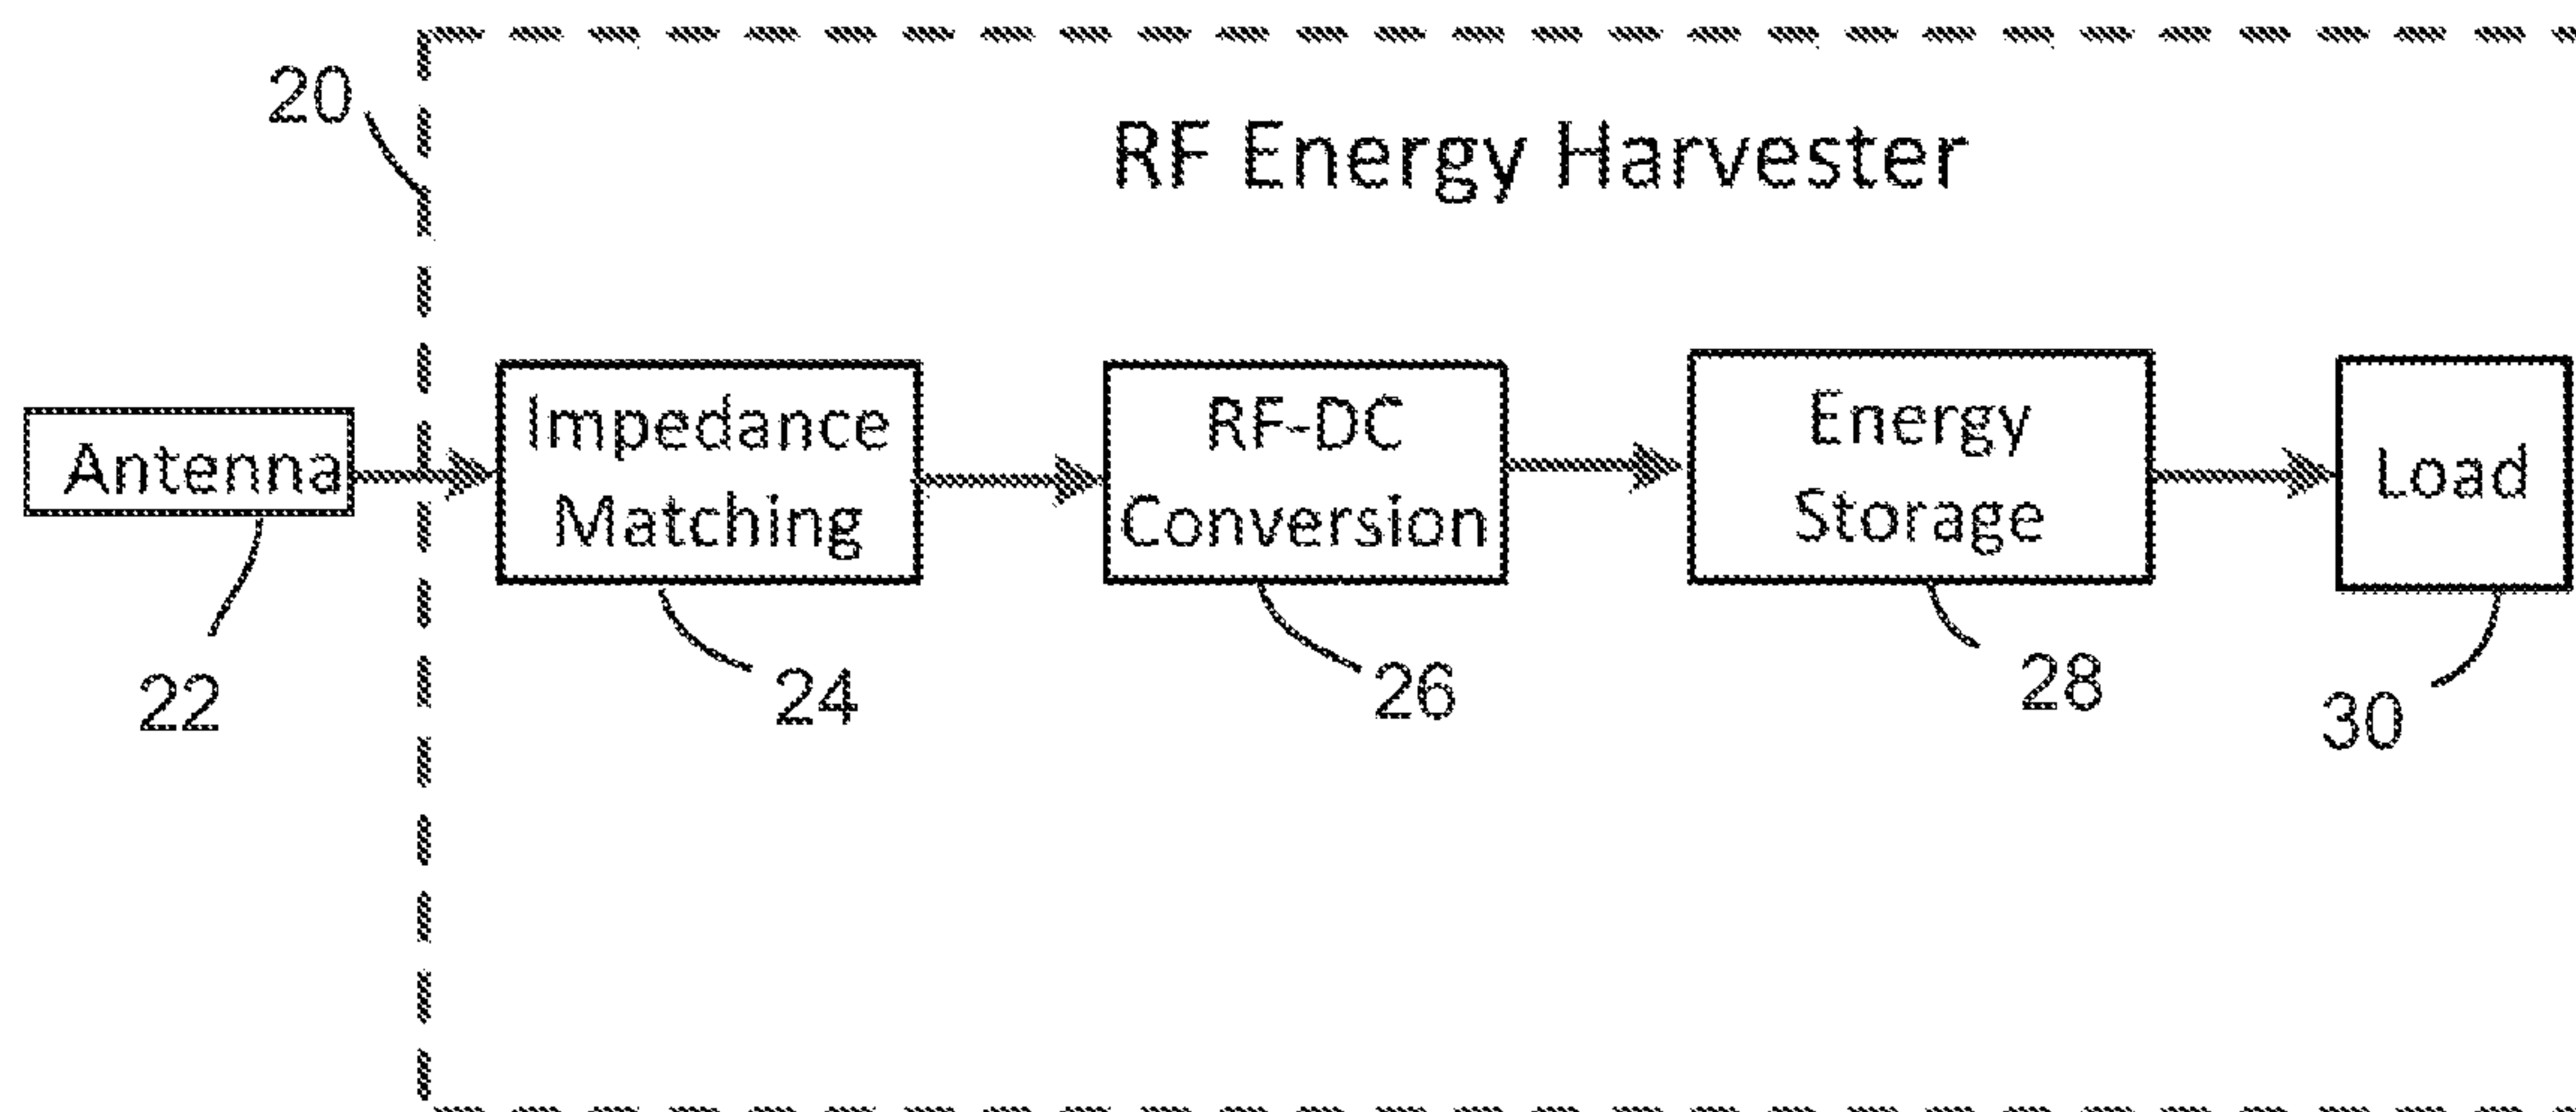 20
RF Energy Harvester
Antenna
Impedance
Matching
RF-DC
Conversion
Energy
Storage
Load
22
24
26
28
30